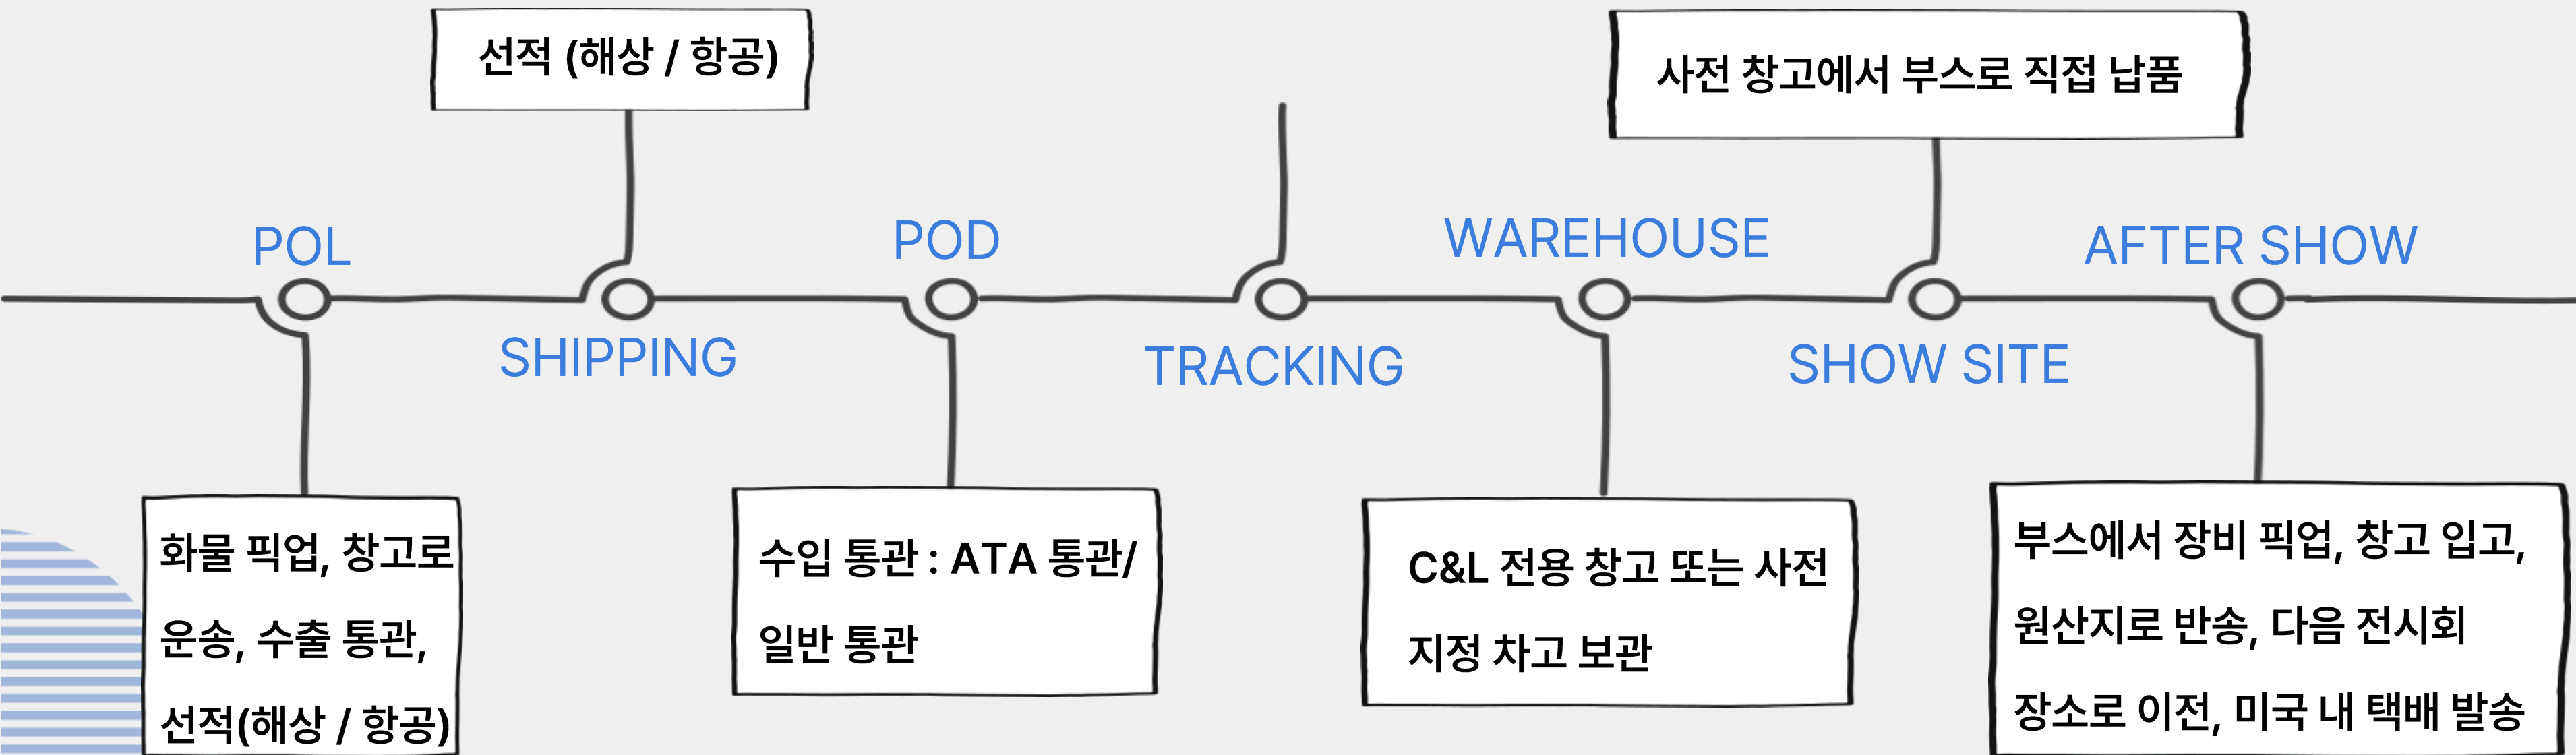 선적 (해상 / 항공)
사전 창고에서 부스로 직접 납품
POL
POD
WAREHOUSE
AFTER SHOW
SHIPPING
TRACKING
SHOW SITE
화물 픽업, 창고로
운송, 수출 통관,
선적(해상 / 항공)
수입 통관 : ATA 통관/
일반 통관
C&L 전용 창고 또는 사전
지정 차고 보관
부스에서 장비 픽업, 창고 입고,
원산지로 반송, 다음 전시회
장소로 이전, 미국 내 택배 발송